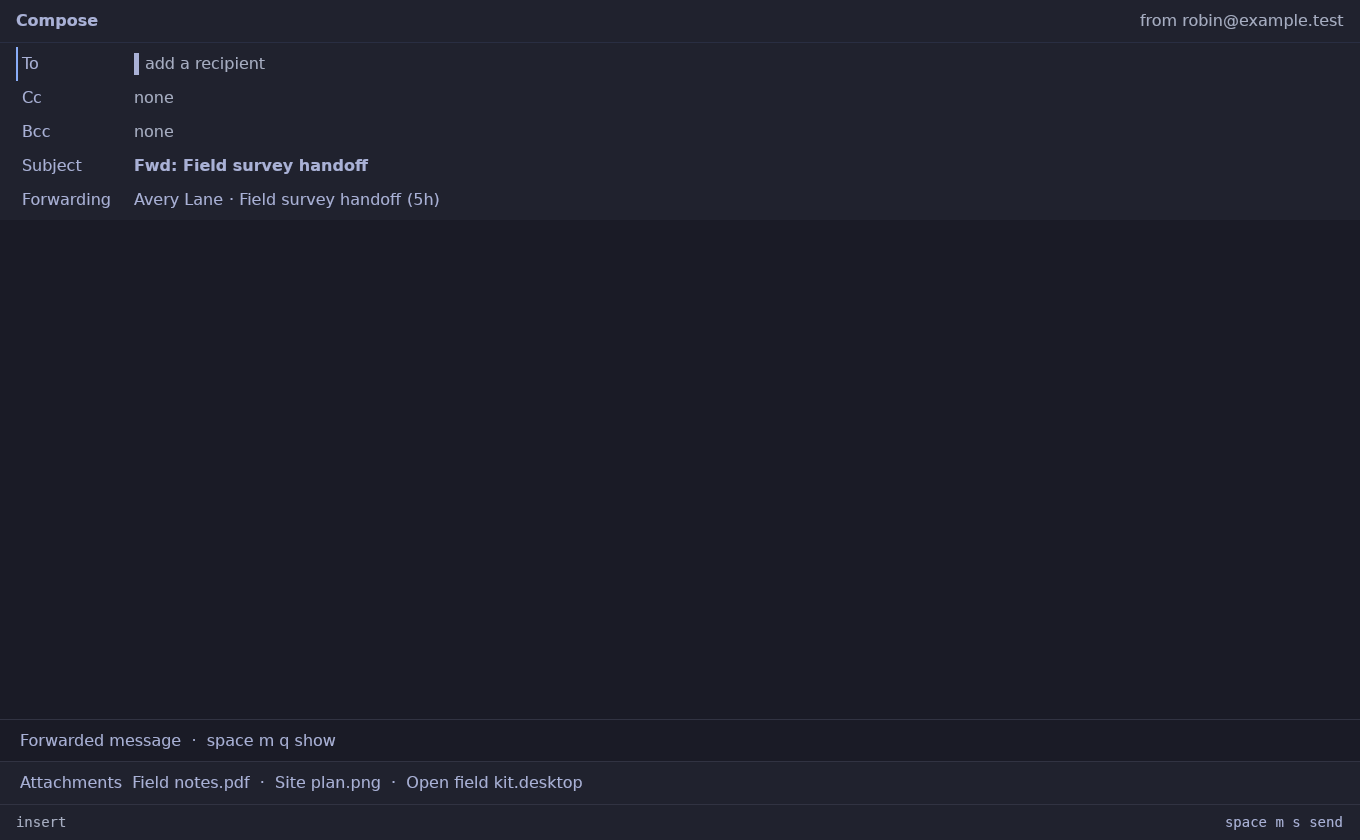 Compose from robin@example.test
To add a recipient
Cc none
Bcc none
Subject Fwd: Field survey handoff
Forwarding Avery Lane · Field survey handoff (5h)
Forwarded message · space m q show
Attachments Field notes.pdf · Site plan.png · Open field kit.desktop
insert space m s send